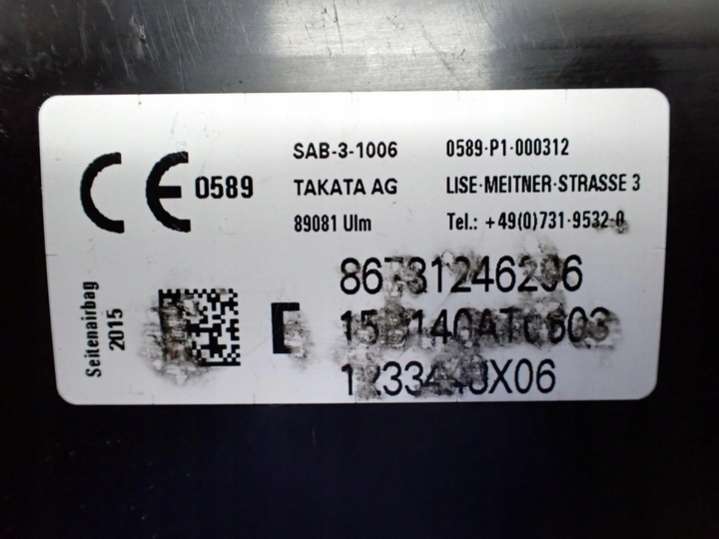 CE 0589
SAB-3-1006
TAKATA AG
89081 Ulm
0589-P1-000312
LISE-MEITNER-STRASSE 3
Tel.: +49(0)731-9532-0
Seitenairbag
2015